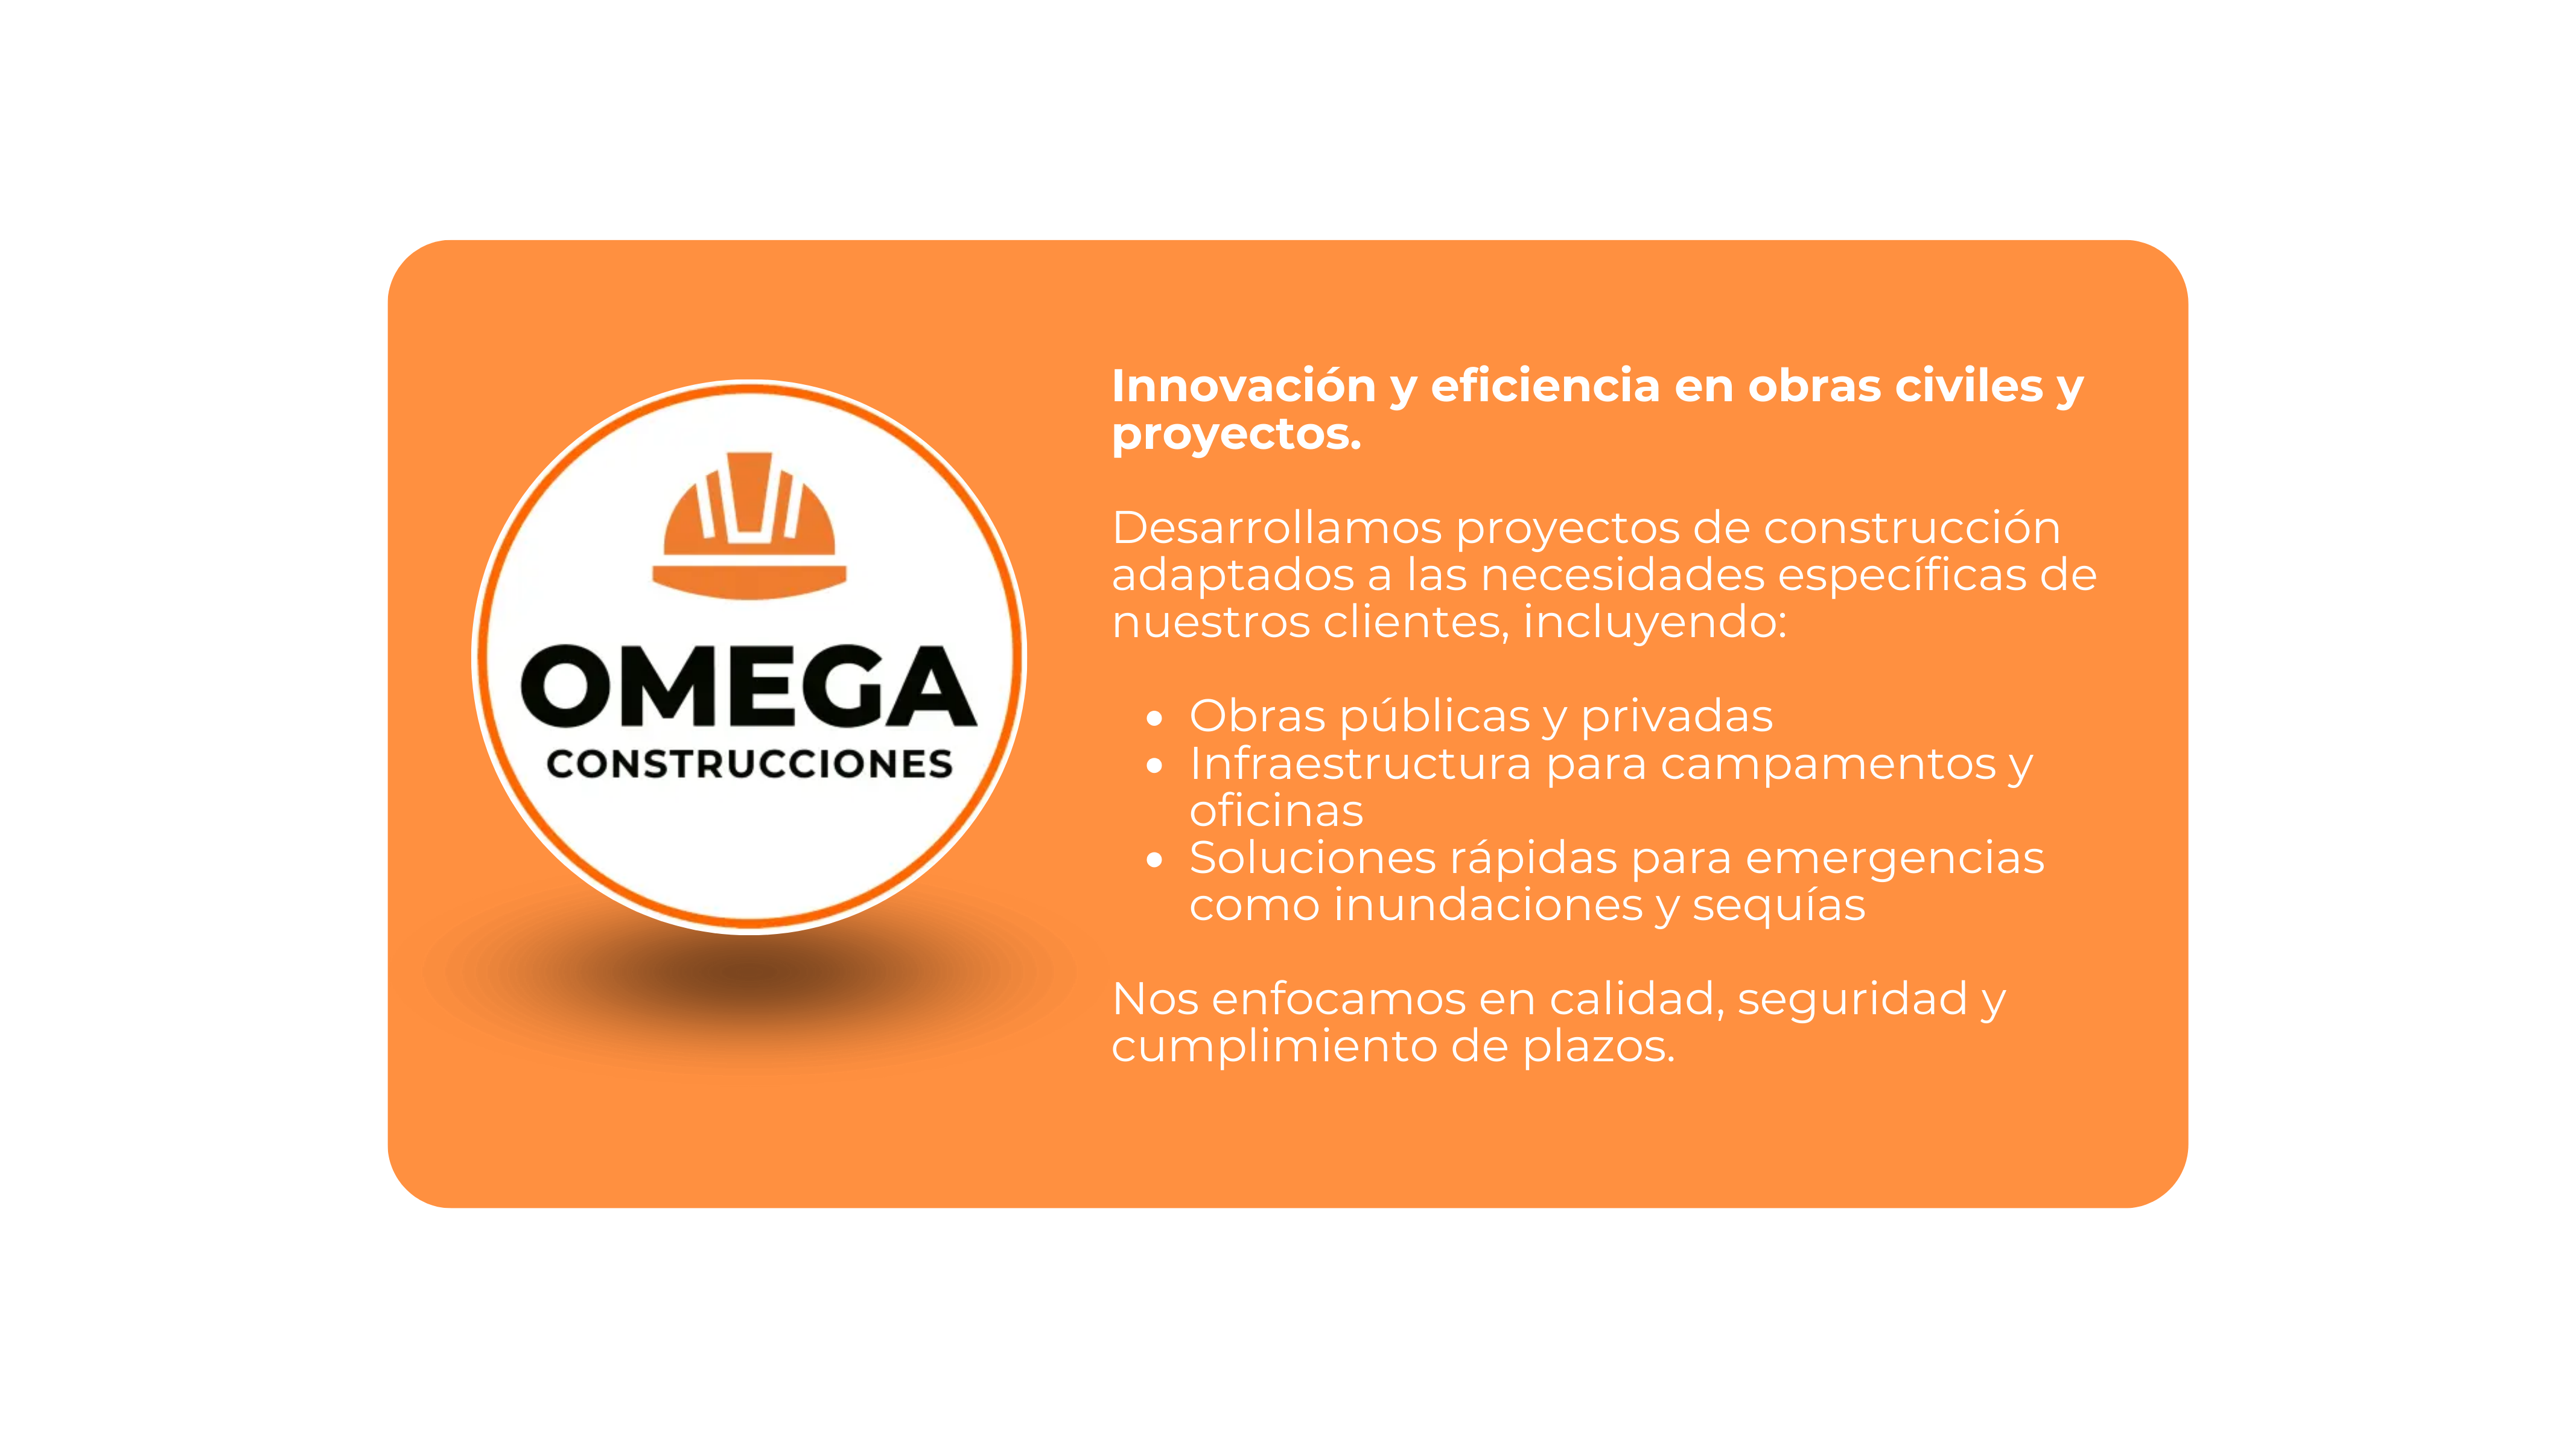 OMEGA
CONSTRUCCIONES
Innovación y eficiencia en obras civiles y
proyectos.
Desarrollamos proyectos de construcción
adaptados a las necesidades específicas de
nuestros clientes, incluyendo:
• Obras públicas y privadas
• Infraestructura para campamentos y
oficinas
• Soluciones rápidas para emergencias
como inundaciones y sequías
Nos enfocamos en calidad, seguridad y
cumplimiento de plazos.